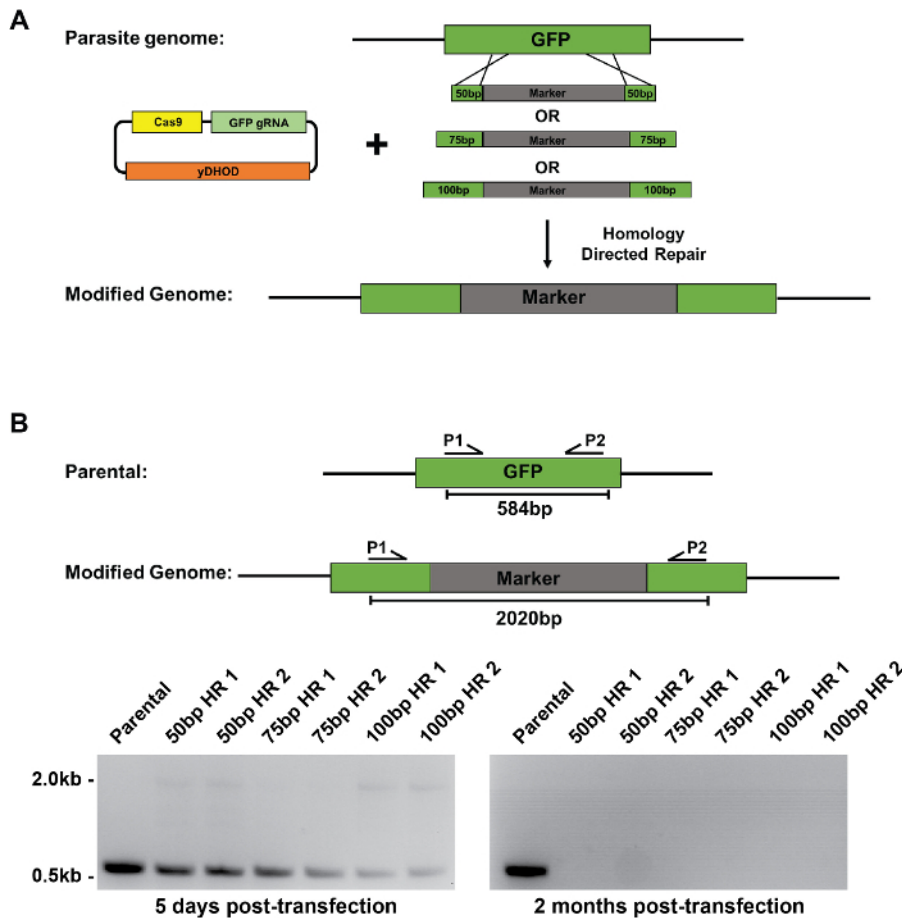 A
Parasite genome:
GFP
50bp Marker 50bp
OR
75bp Marker 75bp
OR
100bp Marker 100bp
Cas9 GFP gRNA
yDHOD
+
Homology
Directed Repair
Modified Genome:
Marker
B
Parental:
P1 P2
GFP
584bp
Modified Genome:
P1 P2
Marker
2020bp
Parental 50bp HR 1 50bp HR 2 75bp HR 1 75bp HR 2 100bp HR 1 100bp HR 2
2.0kb -
0.5kb -
5 days post-transfection
Parental 50bp HR 1 50bp HR 2 75bp HR 1 75bp HR 2 100bp HR 1 100bp HR 2
2 months post-transfection